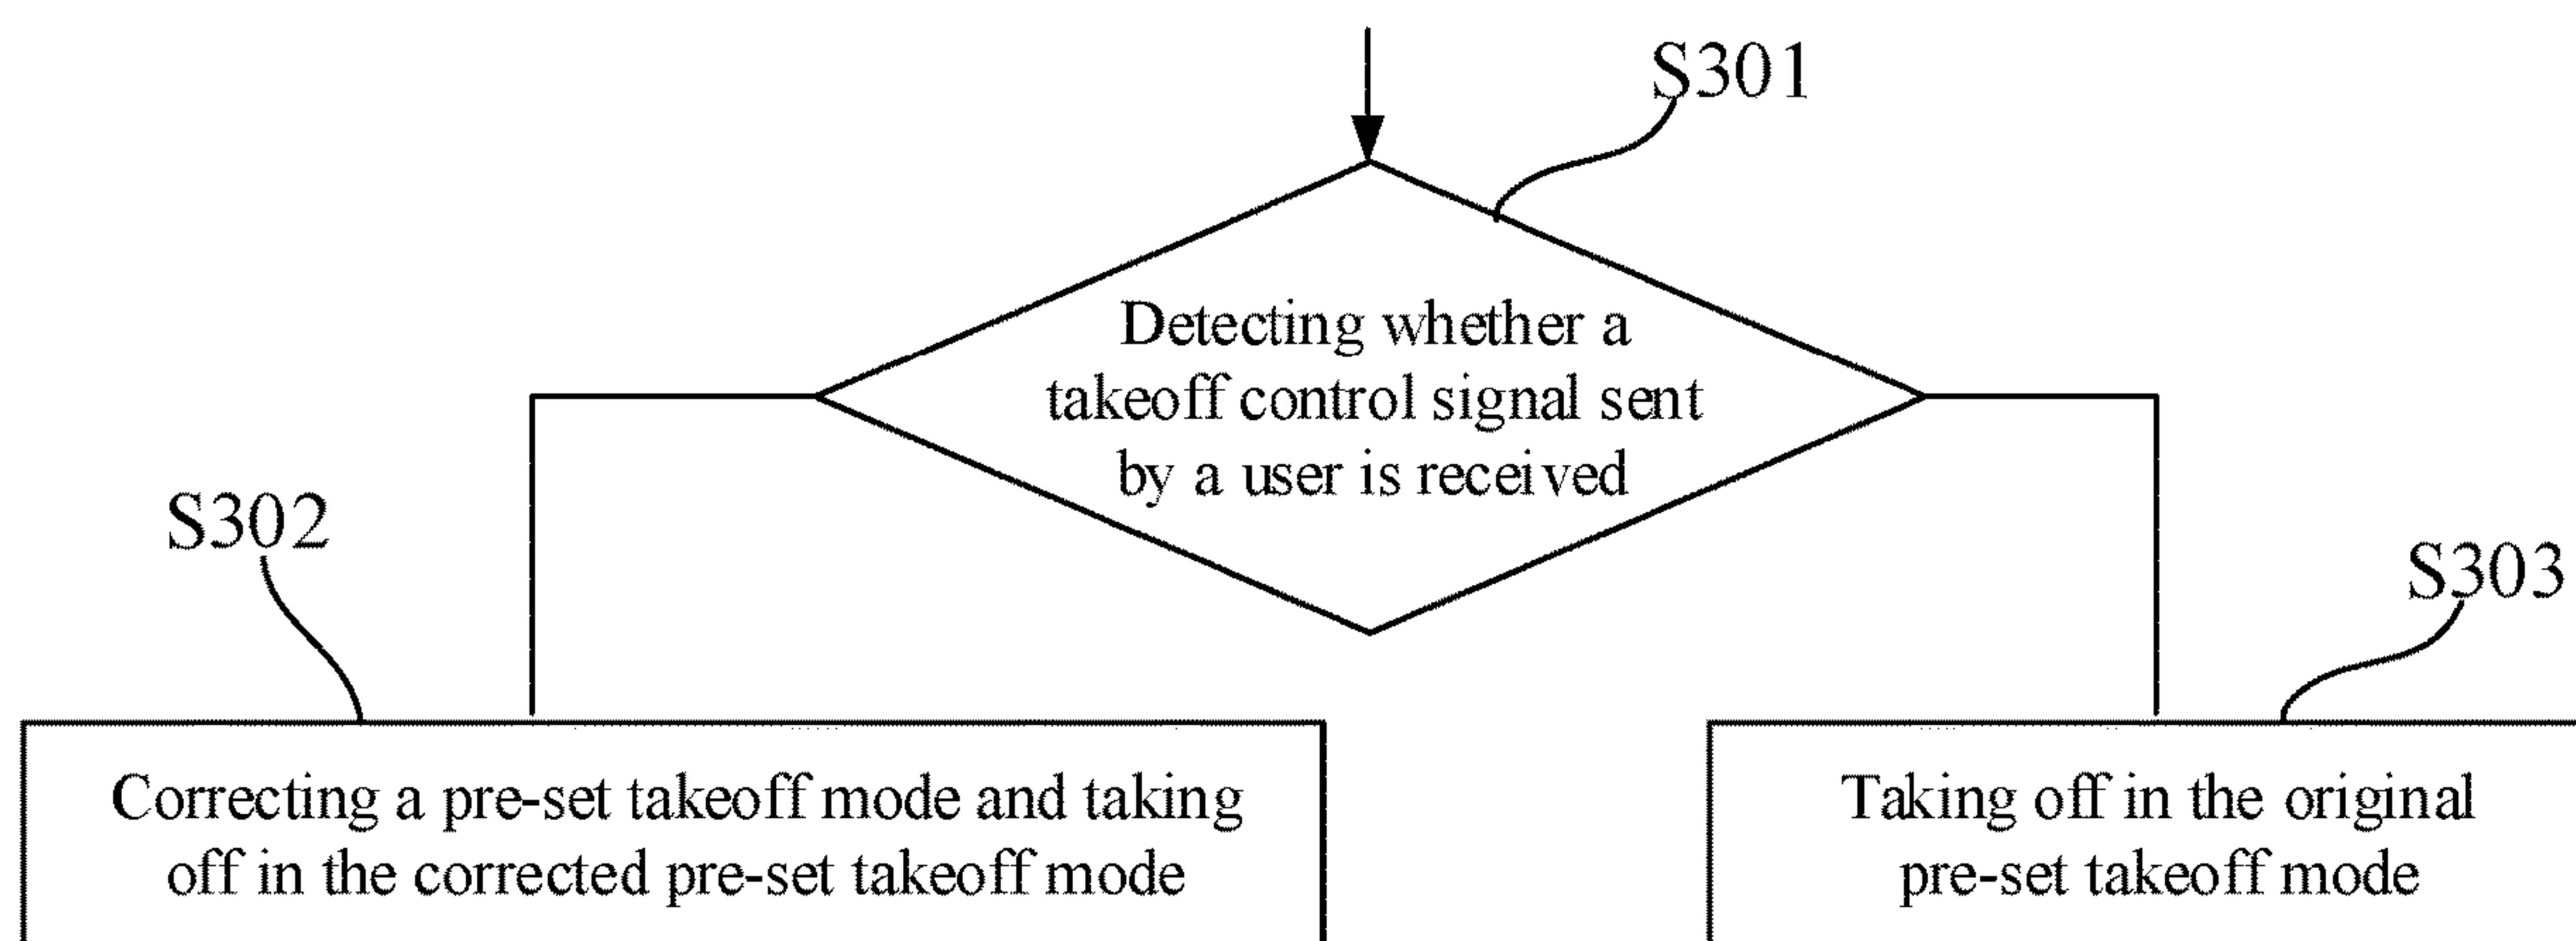 S301
Detecting whether a
takeoff control signal sent
by a user is received
S302
S303
Correcting a pre-set takeoff mode and taking
off in the corrected pre-set takeoff mode
Taking off in the original
pre-set takeoff mode